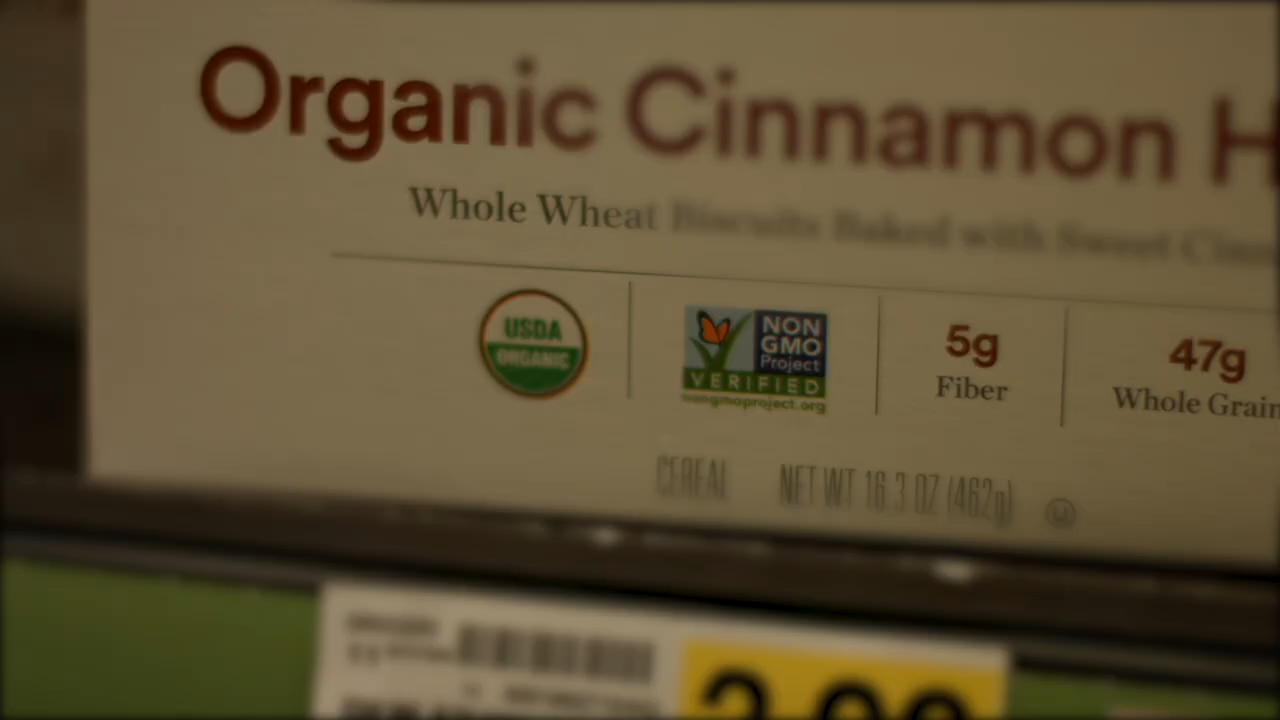 Organic Cinnamon H
Whole Wheat Biscuits Baked with Sweet Cinn
USDA
ORGANIC
NON
GMO
Project
VERIFIED
nongmoproject.org
5g
Fiber
47g
Whole Grain
CEREAL NET WT 16.3 OZ (462g)
U